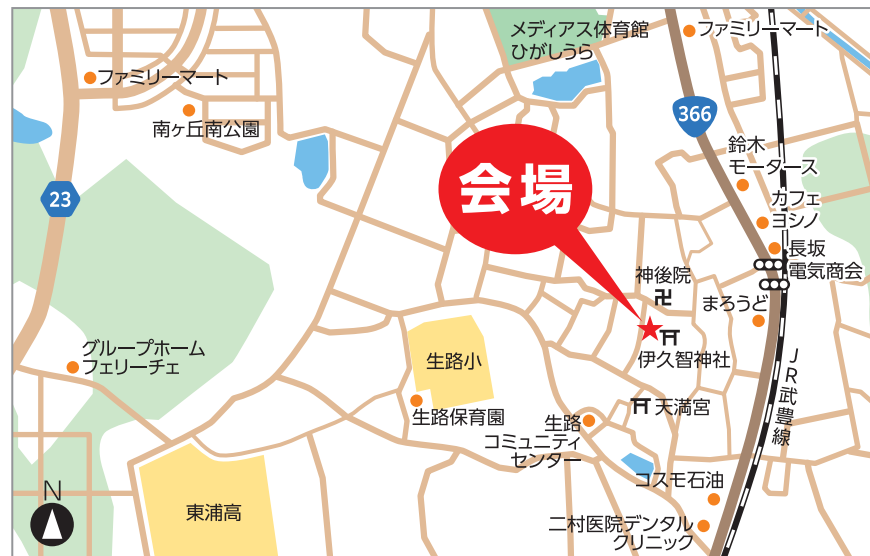 メディアス体育館
ひがしうら
ファミリーマート
ファミリーマート
南ヶ丘南公園
366
鈴木
モータース
会場
23
カフェ
ヨシノ
長坂
電気商会
神後院
まろうど
伊久智神社
グループホーム
フェリーチェ
生路小
JR武豊線
生路保育園
天満宮
生路
コミュニティ
センター
コスモ石油
N
東浦高
二村医院デンタル
クリニック